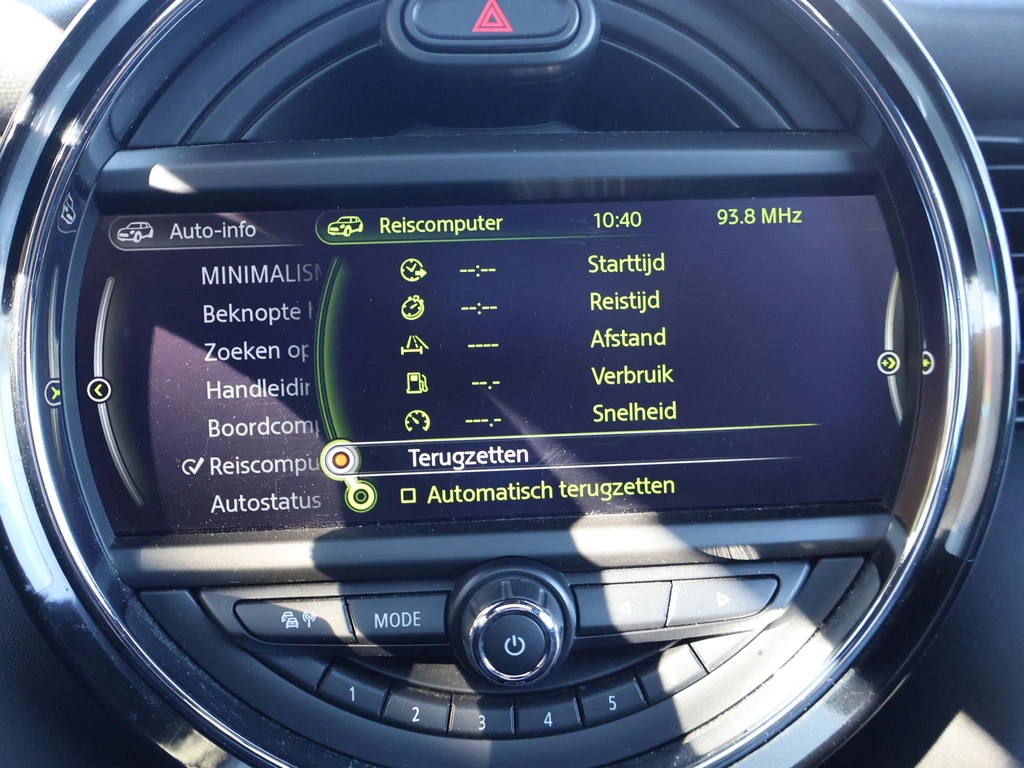 Auto-info
Reiscomputer 10:40 93.8 MHz
MINIMALISM
Beknopte
Zoeken op
Boordcomp
Reiscompu
Autostatus
--:-- Starttijd
--:-- Reistijd
---- Afstand
--.- Verbruik
---.- Snelheid
Terugzetten
Automatisch terugzetten
MODE
1
2
3
4
5